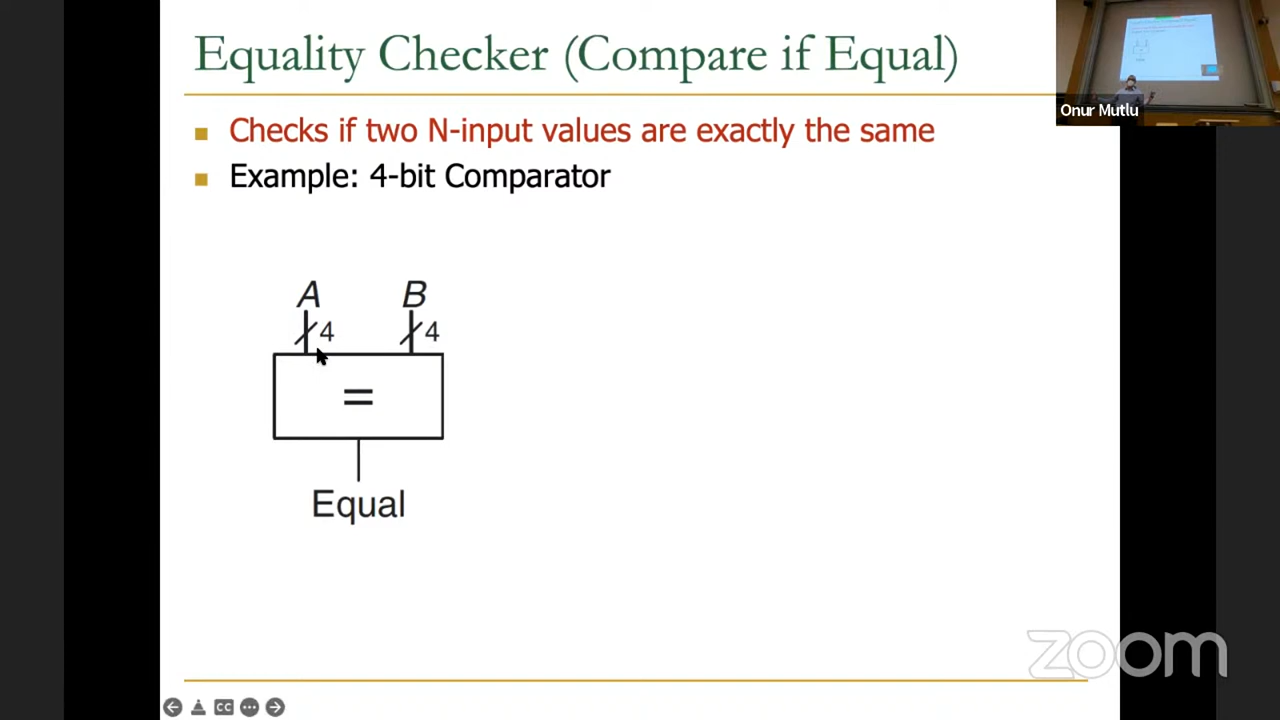 Equality Checker (Compare if Equal)
Onur Mutlu
Checks if two N-input values are exactly the same
Example: 4-bit Comparator
A B
4 4
=
Equal
zoom
CC